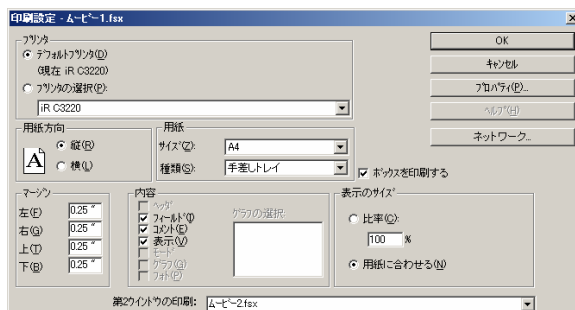 印刷設定 - ムービー1.fsx
プリンタ
デフォルトプリンタ(D)
(現在 iR C3220)
プリンタの選択(P):
iR C3220
OK
キャンセル
プロパティ(P)...
ヘルプ(H)
ネットワーク...
用紙方向
A
縦(R)
横(L)
用紙
サイズ(Z):
A4
種類(S):
手差しトレイ
ボックスを印刷する
マージン
左(F) 0.25 "
右(G) 0.25 "
上(T) 0.25 "
下(B) 0.25 "
内容
ヘッダ
フィールド(I)
コメント(E)
表示(V)
モード
グラフ(G)
フォト(P)
グラフの選択:
表示のサイズ
比率(C):
100 %
用紙に合わせる(N)
第2ウインドウの印刷: ムービー2.fsx